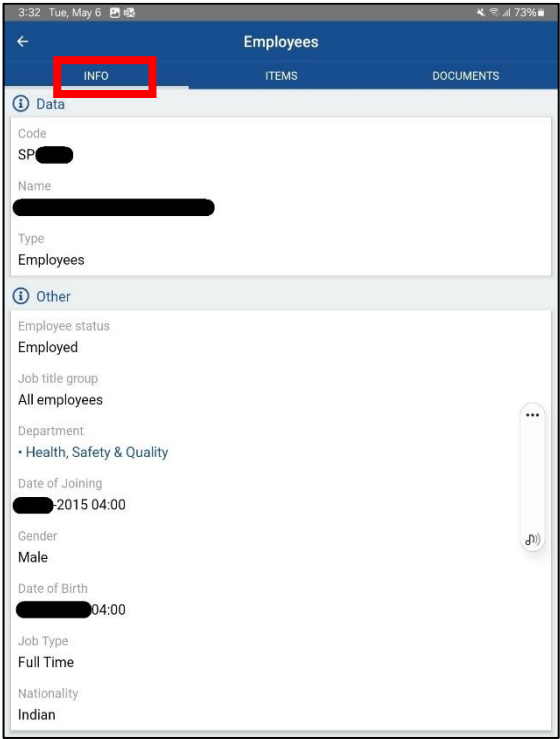 3:32 Tue, May 6 73%
Employees
INFO ITEMS DOCUMENTS
Data
Code
SP
Name
Type
Employees
Other
Employee status
Employed
Job title group
All employees
Department
• Health, Safety & Quality
Date of Joining
-2015 04:00
Gender
Male
Date of Birth
04:00
Job Type
Full Time
Nationality
Indian